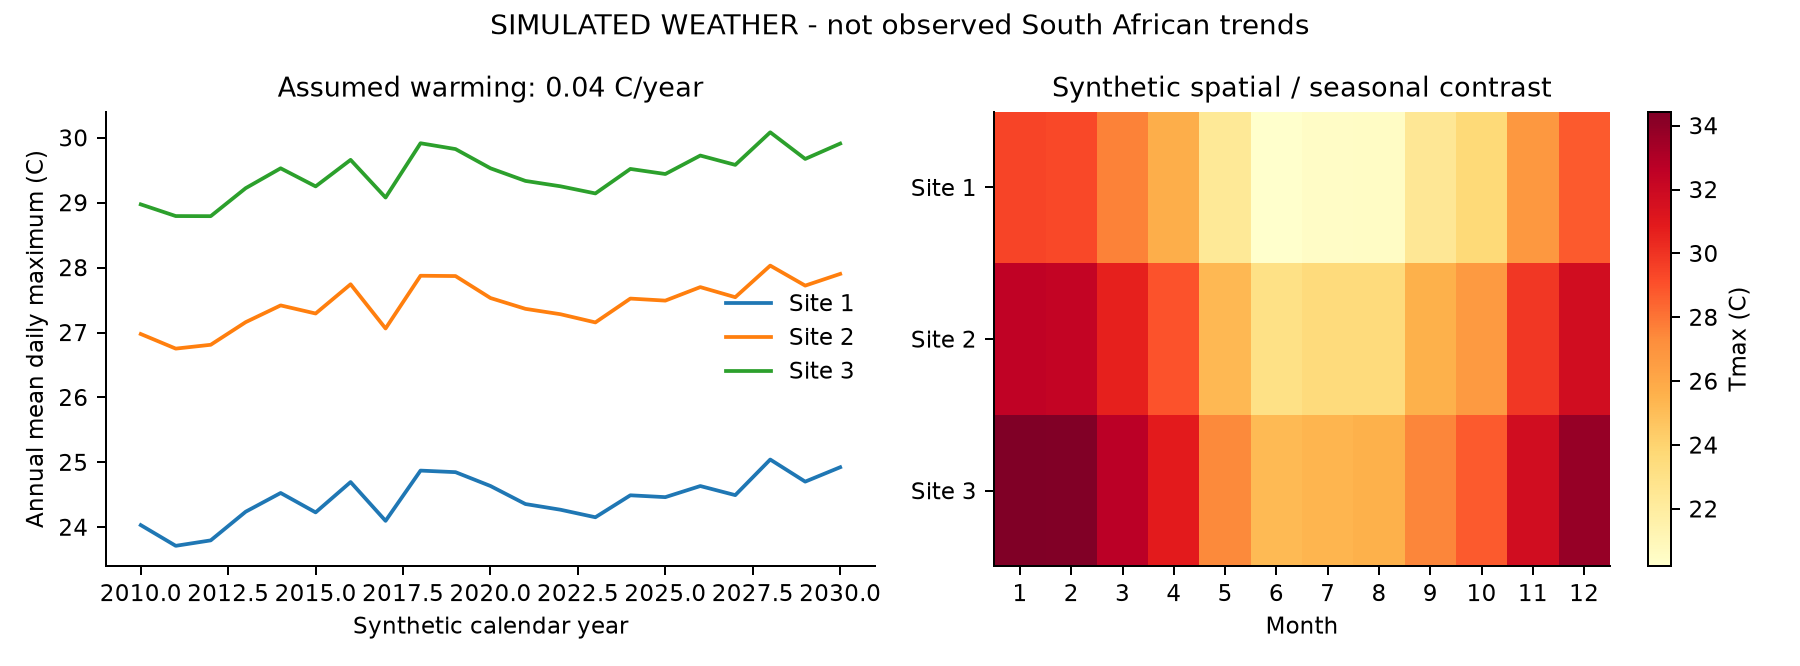 SIMULATED WEATHER - not observed South African trends
Assumed warming: 0.04 C/year
Annual mean daily maximum (C)
30
29
28
27
26
25
24
Site 1
Site 2
Site 3
2010.0 2012.5 2015.0 2017.5 2020.0 2022.5 2025.0 2027.5 2030.0
Synthetic calendar year
Synthetic spatial / seasonal contrast
Site 1
Site 2
Site 3
1 2 3 4 5 6 7 8 9 10 11 12
Month
34
32
30
28
26
24
22
Tmax (C)